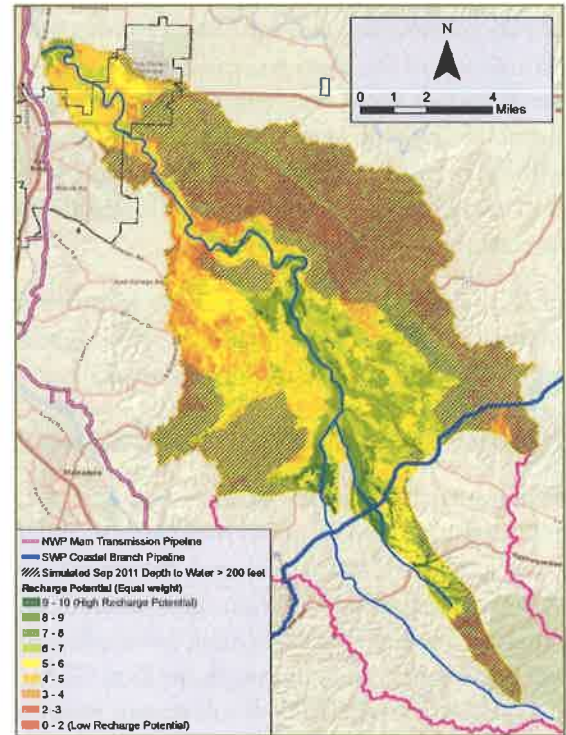 N
0 1 2 4
Miles
NWP Main Transmission Pipeline
SWP Coastal Branch Pipeline
Simulated Sep 2011 Depth to Water > 200 feet
Recharge Potential (Equal weight)
9 - 10 (High Recharge Potential)
8 - 9
7 - 8
6 - 7
5 - 6
4 - 5
3 - 4
2 -3
0 - 2 (Low Recharge Potential)